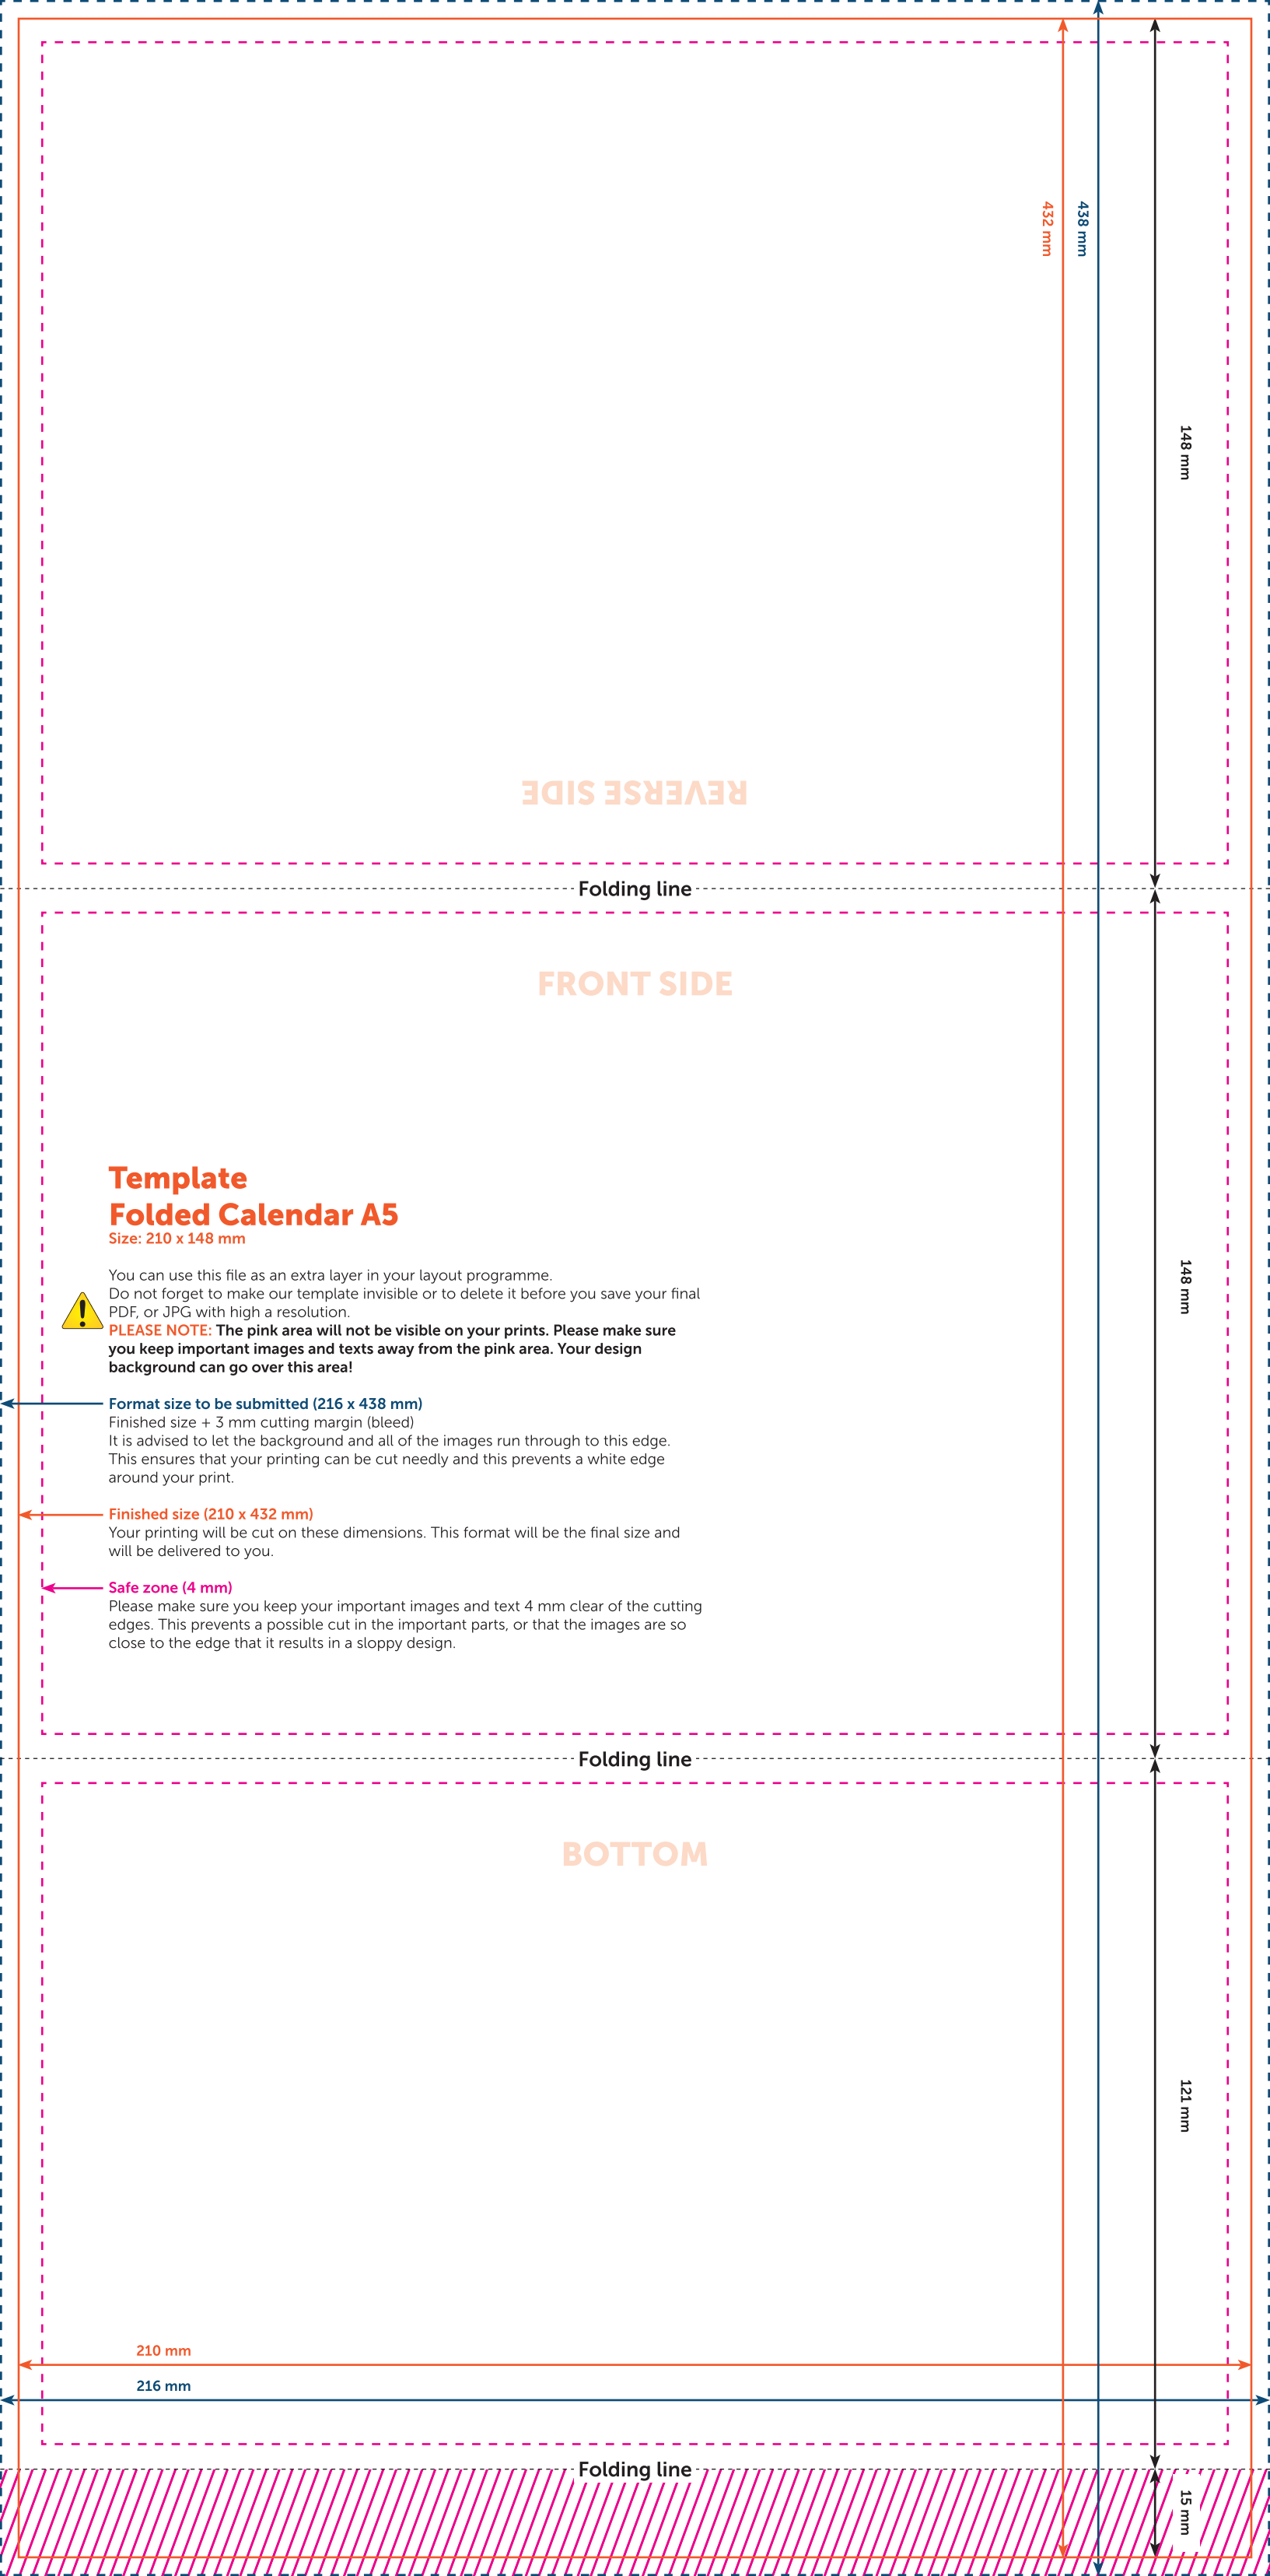 432 mm
438 mm
148 mm
REVERSE SIDE
Folding line
FRONT SIDE
Template
Folded Calendar A5
Size: 210 x 148 mm
You can use this file as an extra layer in your layout programme.
Do not forget to make our template invisible or to delete it before you save your final
PDF, or JPG with high a resolution.
PLEASE NOTE: The pink area will not be visible on your prints. Please make sure
you keep important images and texts away from the pink area. Your design
background can go over this area!
148 mm
Format size to be submitted (216 x 438 mm)
Finished size + 3 mm cutting margin (bleed)
It is advised to let the background and all of the images run through to this edge.
This ensures that your printing can be cut needly and this prevents a white edge
around your print.
Finished size (210 x 432 mm)
Your printing will be cut on these dimensions. This format will be the final size and
will be delivered to you.
Safe zone (4 mm)
Please make sure you keep your important images and text 4 mm clear of the cutting
edges. This prevents a possible cut in the important parts, or that the images are so
close to the edge that it results in a sloppy design.
Folding line
BOTTOM
121 mm
210 mm
216 mm
Folding line
15 mm